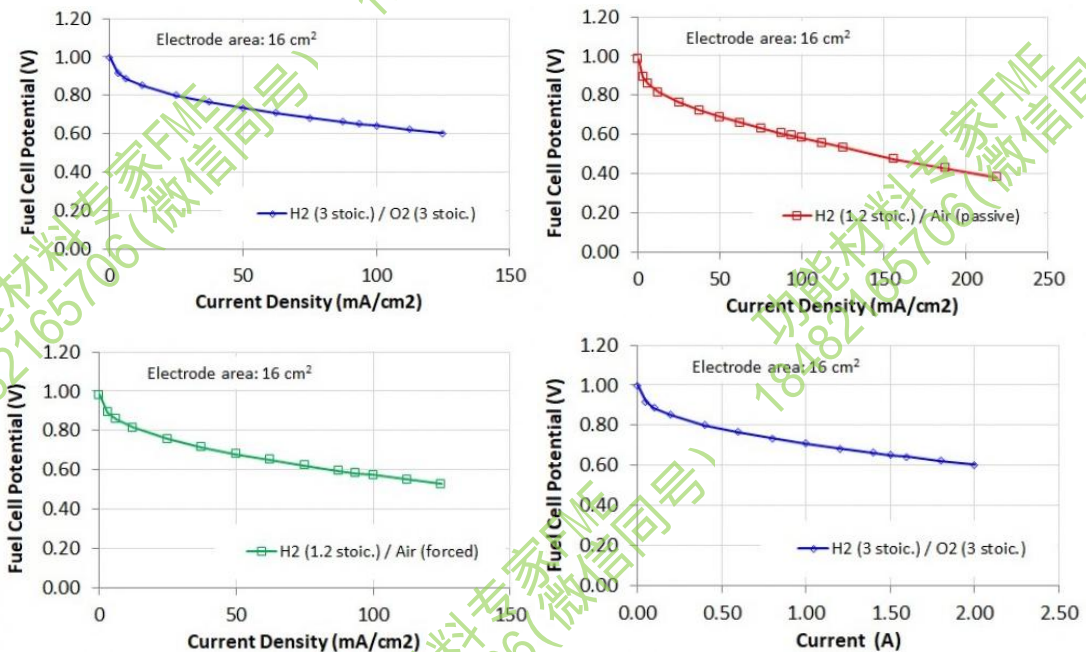 1.20
1.00
0.80
0.60
0.40
0.20
0.00
Fuel Cell Potential (V)
Electrode area: 16 cm²
H2 (3 stoic.) / O2 (3 stoic.)
0 50 100 150
Current Density (mA/cm2)
1.20
1.00
0.80
0.60
0.40
0.20
0.00
Fuel Cell Potential (V)
Electrode area: 16 cm²
H2 (1.2 stoic.) / Air (passive)
0 50 100 150 200 250
Current Density (mA/cm2)
1.20
1.00
0.80
0.60
0.40
0.20
0.00
Fuel Cell Potential (V)
Electrode area: 16 cm²
H2 (1.2 stoic.) / Air (forced)
0 50 100 150
Current Density (mA/cm2)
1.20
1.00
0.80
0.60
0.40
0.20
0.00
Fuel Cell Potential (V)
Electrode area: 16 cm²
H2 (3 stoic.) / O2 (3 stoic.)
0.00 0.50 1.00 1.50 2.00 2.50
Current (A)
功能材料专家FME
18482165706(微信同号)